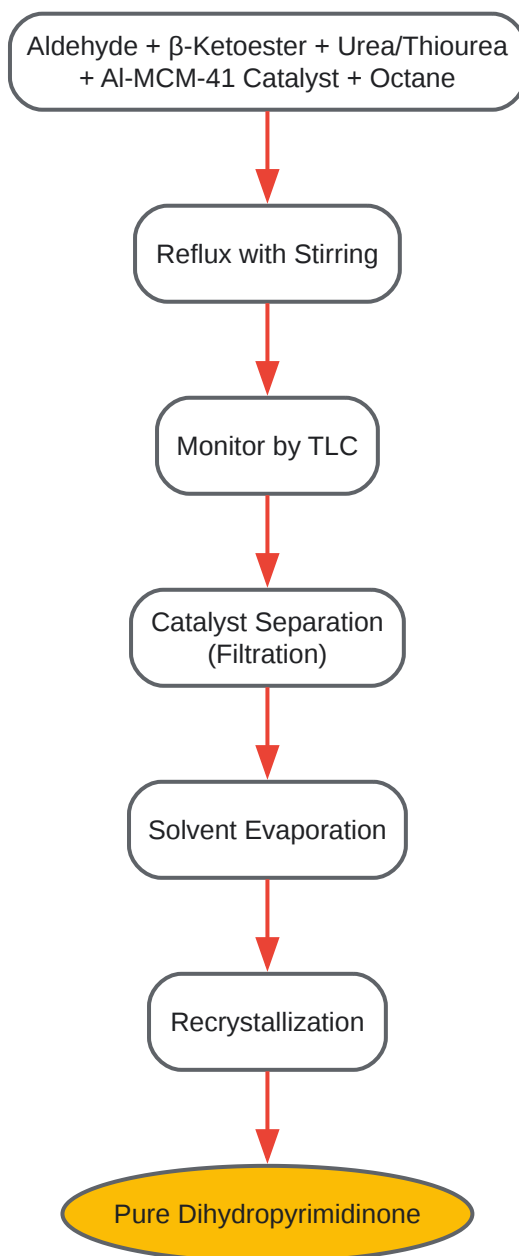 Aldehyde + β-Ketoester + Urea/Thiourea
+ Al-MCM-41 Catalyst + Octane
Reflux with Stirring
Monitor by TLC
Catalyst Separation
(Filtration)
Solvent Evaporation
Recrystallization
Pure Dihydropyrimidinone